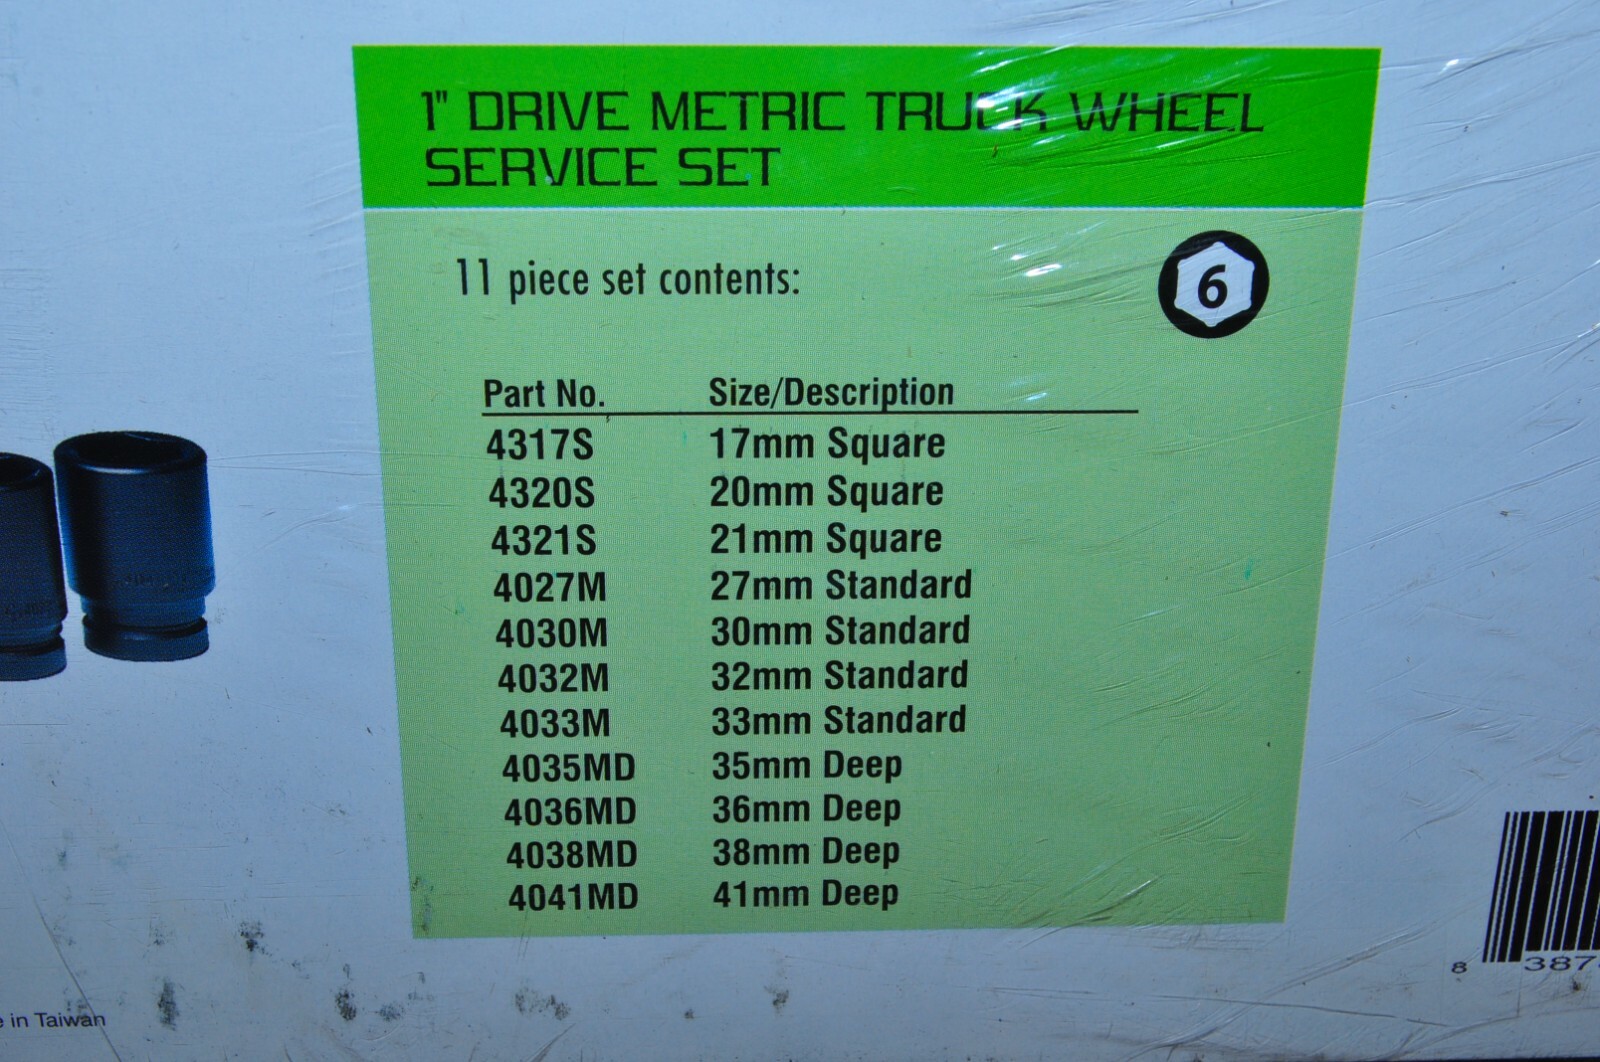 1" DRIVE METRIC TRUCK WHEEL
SERVICE SET
11 piece set contents:
6
Part No. Size/Description
4317S 17mm Square
4320S 20mm Square
4321S 21mm Square
4027M 27mm Standard
4030M 30mm Standard
4032M 32mm Standard
4033M 33mm Standard
4035MD 35mm Deep
4036MD 36mm Deep
4038MD 38mm Deep
4041MD 41mm Deep
8 387
in Taiwan